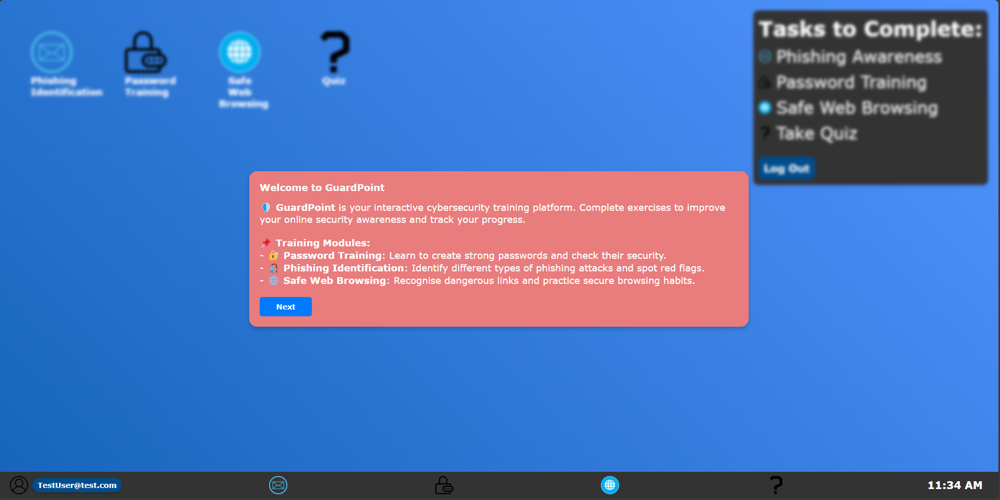 Phishing
Identification
Password
Training
Safe
Web
Browsing
Quiz
Tasks to Complete:
Phishing Awareness
Password Training
Safe Web Browsing
Take Quiz
Log Out
Welcome to GuardPoint
GuardPoint is your interactive cybersecurity training platform. Complete exercises to improve
your online security awareness and track your progress.
Training Modules:
- Password Training: Learn to create strong passwords and check their security.
- Phishing Identification: Identify different types of phishing attacks and spot red flags.
- Safe Web Browsing: Recognise dangerous links and practice secure browsing habits.
Next
TestUser@test.com
11:34 AM